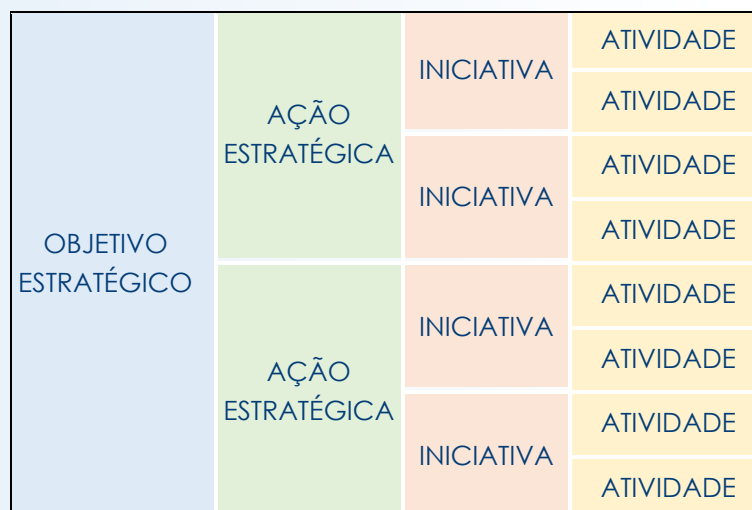 OBJETIVO
ESTRATÉGICO
AÇÃO
ESTRATÉGICA
INICIATIVA
ATIVIDADE
ATIVIDADE
INICIATIVA
ATIVIDADE
ATIVIDADE
AÇÃO
ESTRATÉGICA
INICIATIVA
ATIVIDADE
ATIVIDADE
INICIATIVA
ATIVIDADE
ATIVIDADE